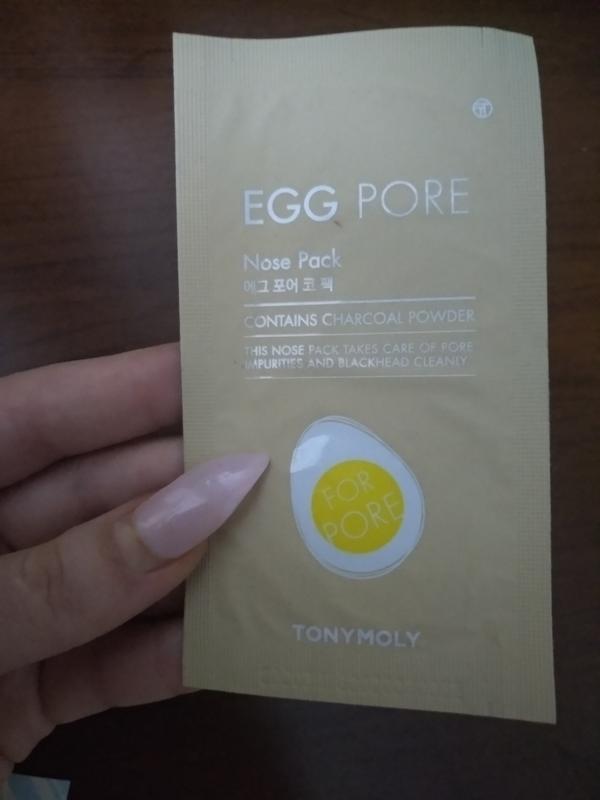 EGG PORE
Nose Pack
에그 포어 코 팩
CONTAINS CHARCOAL POWDER
THIS NOSE PACK TAKES CARE OF PORE
IMPURITIES AND BLACKHEAD CLEANLY
FOR
PORE
TONYMOLY